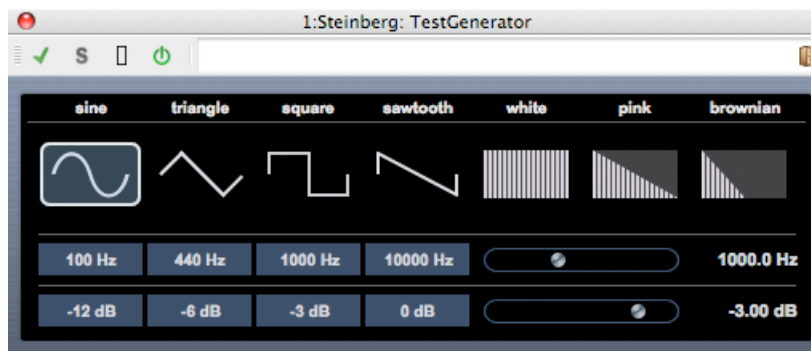 1:Steinberg: TestGenerator
S
sine triangle square sawtooth white pink brownian
100 Hz 440 Hz 1000 Hz 10000 Hz 1000.0 Hz
-12 dB -6 dB -3 dB 0 dB -3.00 dB